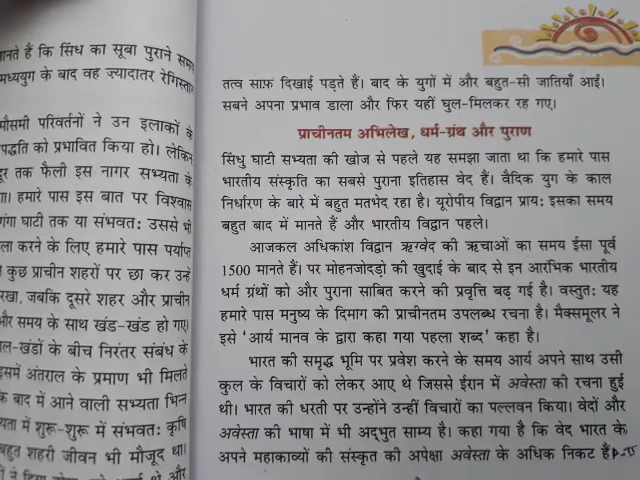 मानते हैं कि सिंध का सूबा पुराने समय
मध्ययुग के बाद वह ज़्यादातर रेगिस्तान
मौसमी परिवर्तनों ने उन इलाकों के
पद्धति को प्रभावित किया हो। लेकिन
दूर तक फैली इस नागर सभ्यता के
गा। हमारे पास इस बात पर विश्वास
गंगा घाटी तक या संभवतः उससे भी
ला करने के लिए हमारे पास पर्याप्त
कुछ प्राचीन शहरों पर छा कर उन्हें
रखा, जबकि दूसरे शहर और प्राचीन
और समय के साथ खंड-खंड हो गए।
ल-खंडों के बीच निरंतर संबंध के
इसमें अंतराल के प्रमाण भी मिलते
के बाद में आने वाली सभ्यता भिन्न
यता में शुरू-शुरू में संभवतः कृषि
बहुत शहरी जीवन भी मौजूद था।
तत्व साफ़ दिखाई पड़ते हैं। बाद के युगों में और बहुत-सी जातियाँ आईं।
सबने अपना प्रभाव डाला और फिर यहीं घुल-मिलकर रह गए।
प्राचीनतम अभिलेख, धर्म-ग्रंथ और पुराण
सिंधु घाटी सभ्यता की खोज से पहले यह समझा जाता था कि हमारे पास
भारतीय संस्कृति का सबसे पुराना इतिहास वेद हैं। वैदिक युग के काल
निर्धारण के बारे में बहुत मतभेद रहा है। यूरोपीय विद्वान प्रायः इसका समय
बहुत बाद में मानते हैं और भारतीय विद्वान पहले।
आजकल अधिकांश विद्वान ऋग्वेद की ऋचाओं का समय ईसा पूर्व
1500 मानते हैं। पर मोहनजोदड़ो की खुदाई के बाद से इन आरंभिक भारतीय
धर्म ग्रंथों को और पुराना साबित करने की प्रवृत्ति बढ़ गई है। वस्तुतः यह
हमारे पास मनुष्य के दिमाग की प्राचीनतम उपलब्ध रचना है। मैक्समूलर ने
इसे 'आर्य मानव के द्वारा कहा गया पहला शब्द' कहा है।
भारत की समृद्ध भूमि पर प्रवेश करने के समय आर्य अपने साथ उसी
कुल के विचारों को लेकर आए थे जिससे ईरान में अवेस्ता की रचना हुई
थी। भारत की धरती पर उन्होंने उन्हीं विचारों का पल्लवन किया। वेदों और
अवेस्ता की भाषा में भी अद्भुत साम्य है। कहा गया है कि वेद भारत के
अपने महाकाव्यों की संस्कृत की अपेक्षा अवेस्ता के अधिक निकट हैं।